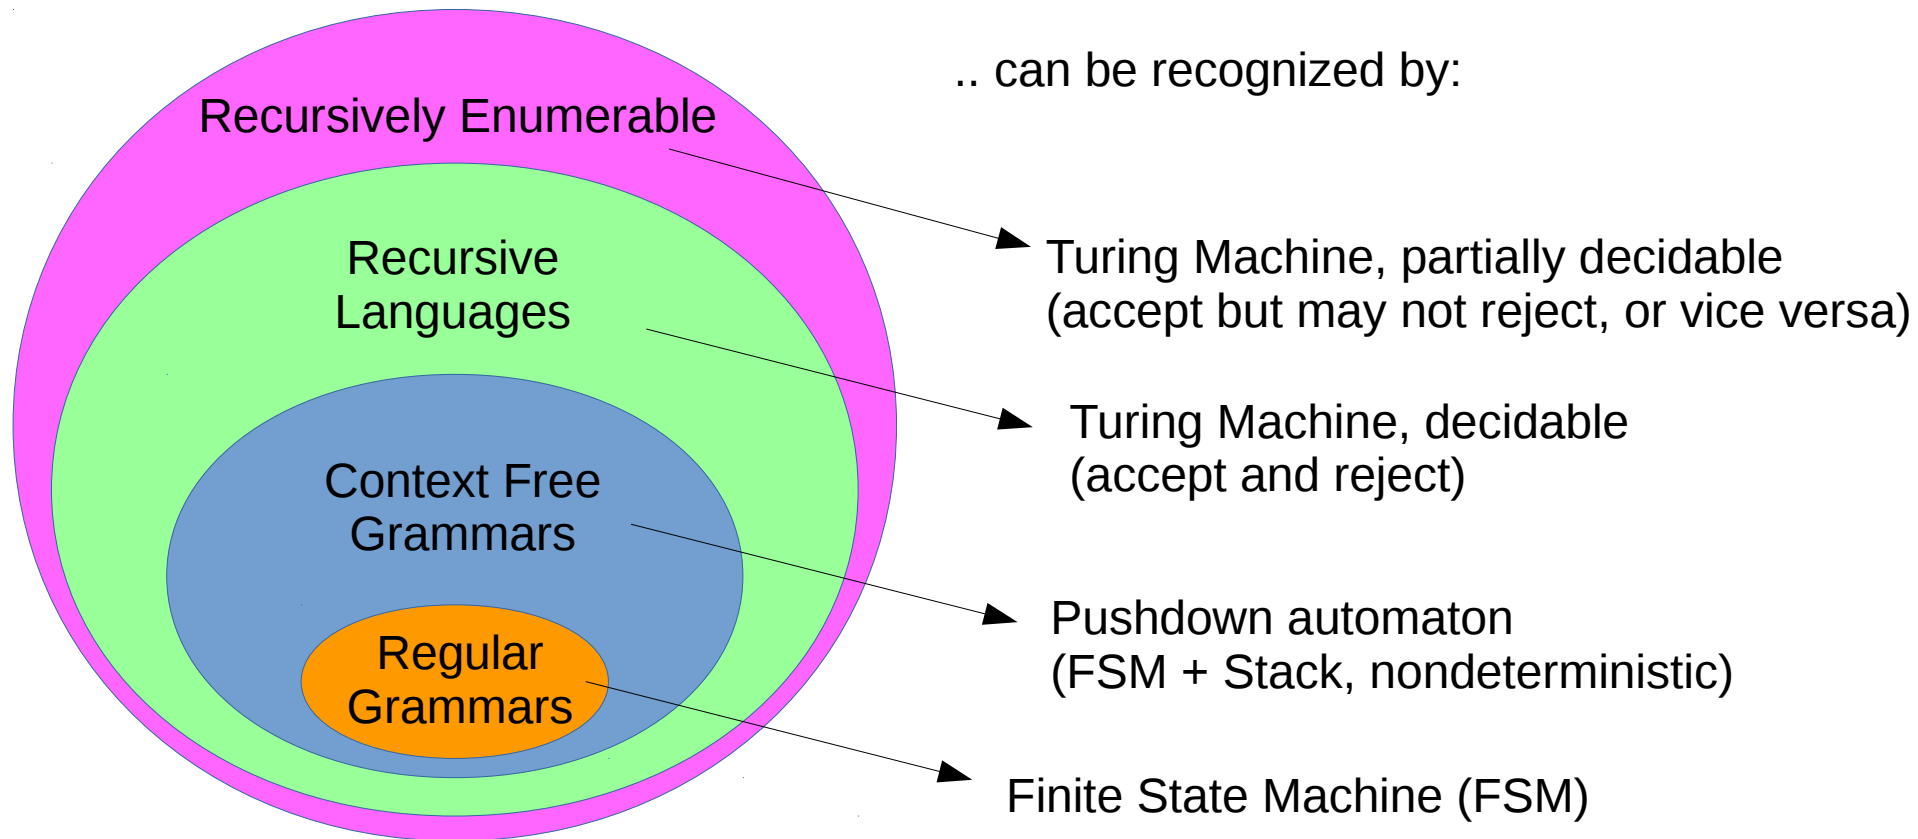 .. can be recognized by:
Recursively Enumerable
Turing Machine, partially decidable
(accept but may not reject, or vice versa)
Recursive
Languages
Turing Machine, decidable
(accept and reject)
Context Free
Grammars
Pushdown automaton
(FSM + Stack, nondeterministic)
Regular
Grammars
Finite State Machine (FSM)